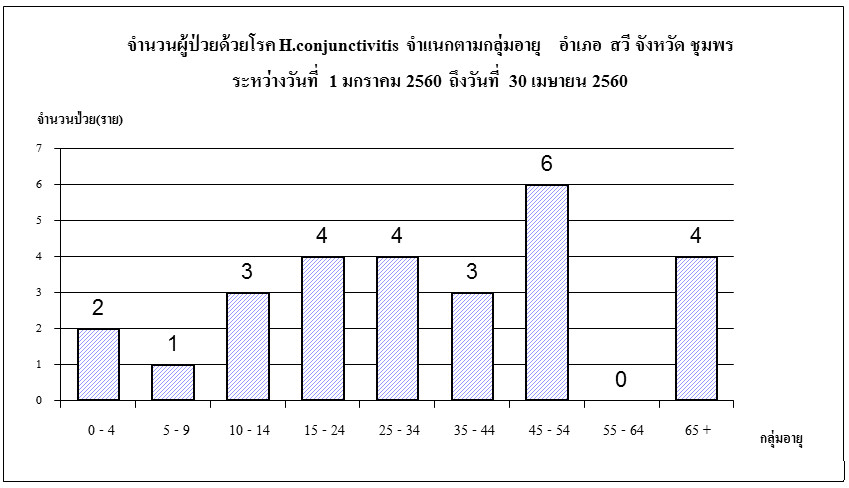 จำนวนผู้ป่วยด้วยโรค H.conjunctivitis จำแนกตามกลุ่มอายุ อำเภอ สวี จังหวัด ชุมพร
ระหว่างวันที่ 1 มกราคม 2560 ถึงวันที่ 30 เมษายน 2560
จำนวนป่วย(ราย)
7
6
5
4
3
2
1
0
2
1
3
4
4
3
6
0
4
0 - 4
5 - 9
10 - 14
15 - 24
25 - 34
35 - 44
45 - 54
55 - 64
65 +
กลุ่มอายุ